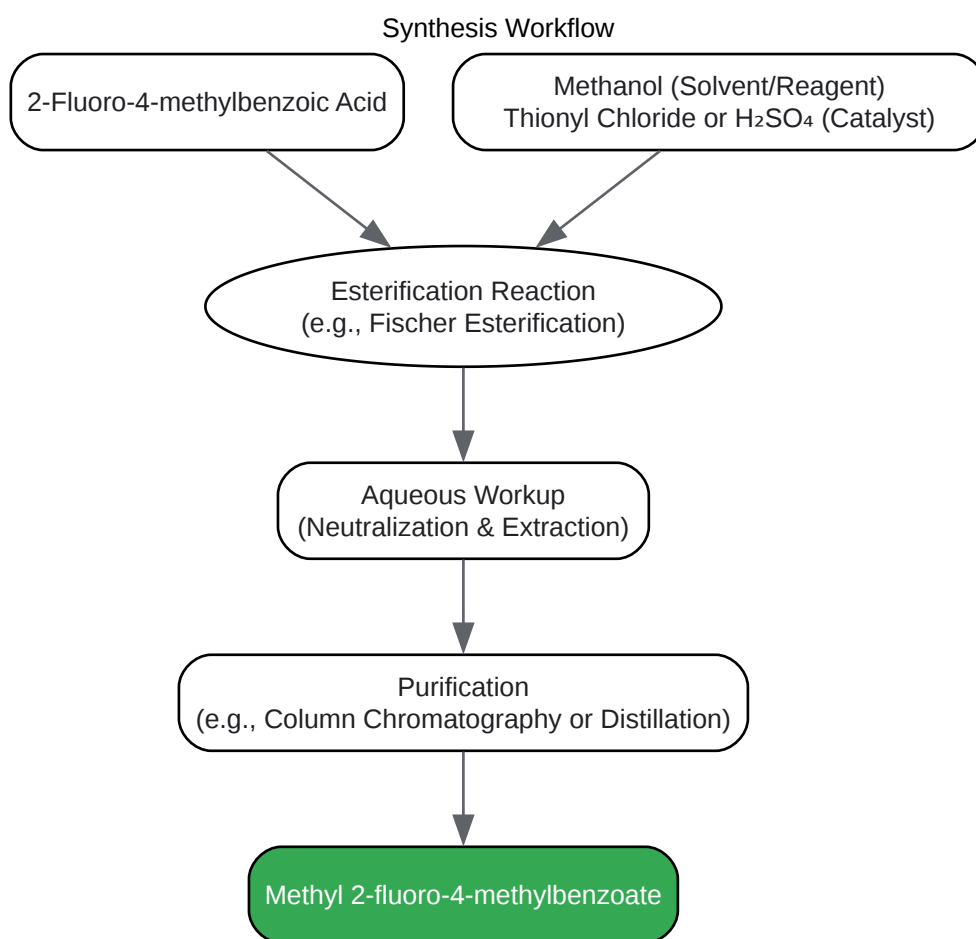 Synthesis Workflow
2-Fluoro-4-methylbenzoic Acid
Methanol (Solvent/Reagent)
Thionyl Chloride or H₂SO₄ (Catalyst)
Esterification Reaction
(e.g., Fischer Esterification)
Aqueous Workup
(Neutralization & Extraction)
Purification
(e.g., Column Chromatography or Distillation)
Methyl 2-fluoro-4-methylbenzoate